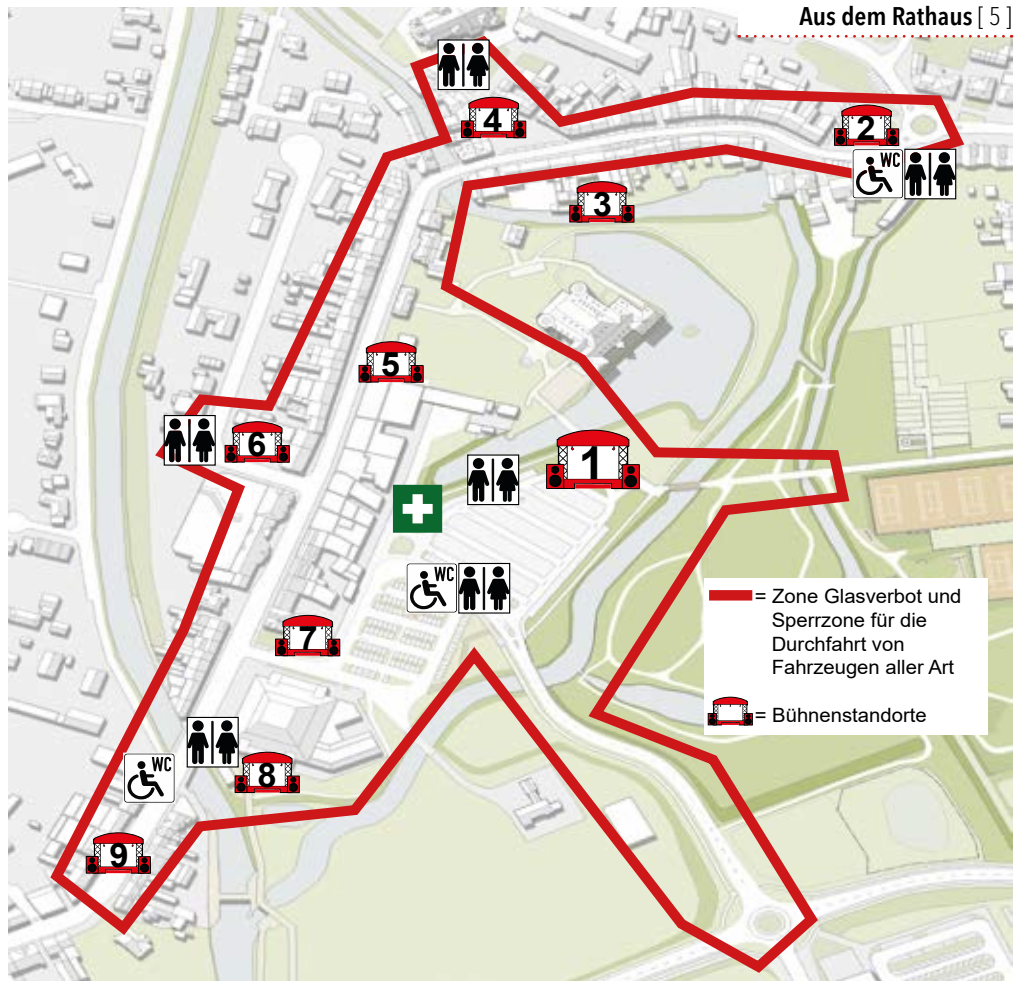 Aus dem Rathaus [ 5 ]
4
2
WC
3
5
6
1
WC
7
= Zone Glasverbot und
Sperrzone für die
Durchfahrt von
Fahrzeugen aller Art
= Bühnenstandorte
WC
8
9